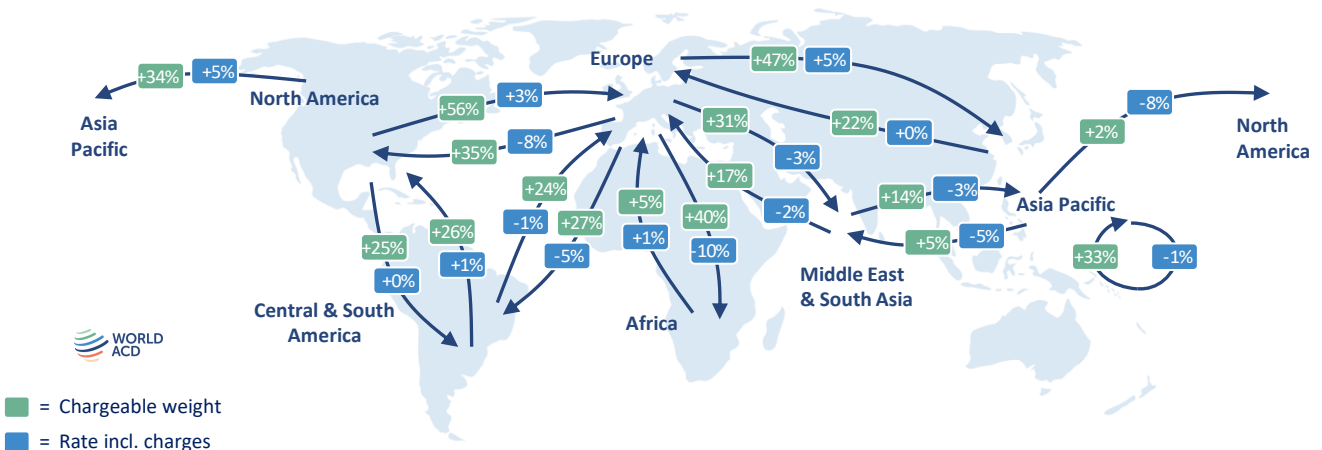 +34%
+5%
North America
Asia
Pacific
+56%
+3%
+35%
-8%
Europe
+47%
+5%
+22%
+0%
+31%
-3%
+17%
-2%
+2%
-8%
North
America
+24%
-1%
+27%
-5%
+5%
+1%
+40%
-10%
+14%
-3%
+5%
-5%
Asia Pacific
+33%
-1%
+25%
+0%
+26%
+1%
Central & South
America
Africa
Middle East
& South Asia
WORLD
ACD
= Chargeable weight
= Rate incl. charges